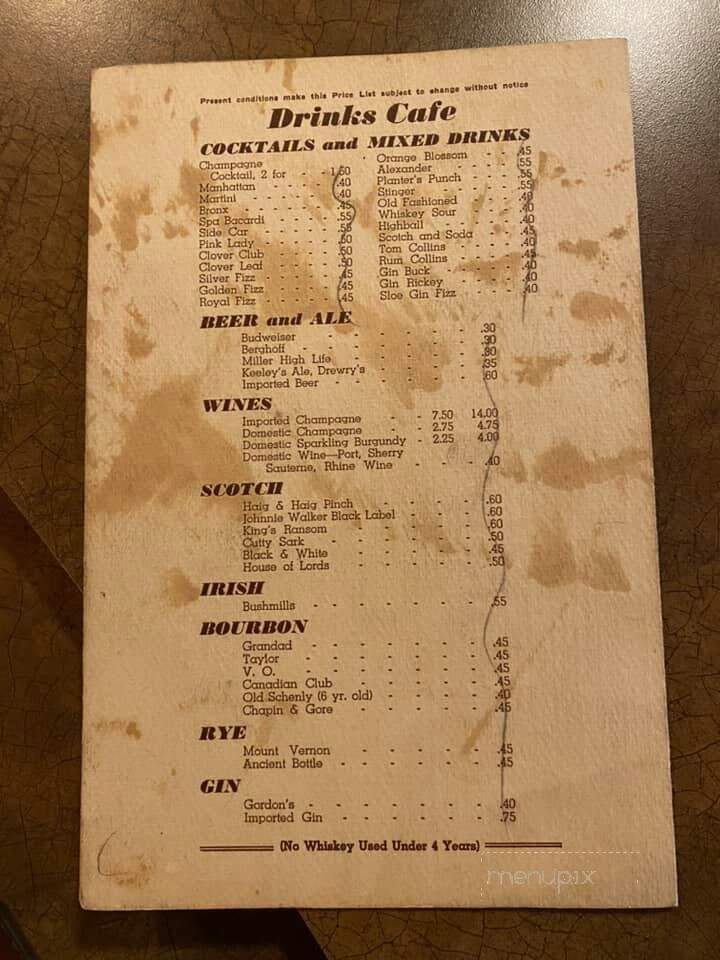 Present conditions make this Price List subject to change without notice
Drinks Cafe
COCKTAILS and MIXED DRINKS
Champagne
Cocktail, 2 for - - 1.50
Manhattan - - - - .40
Martini - - - - - .40
Bronx - - - - - .45
Spa Bacardi - - - - .55
Side Car - - - - - .55
Pink Lady - - - - .50
Clover Club - - - - .50
Clover Leaf - - - - .50
Silver Fizz - - - - .45
Golden Fizz - - - - .45
Royal Fizz - - - - .45
Orange Blossom - - .45
Alexander - - - - .55
Planter's Punch - - .55
Stinger - - - - - .55
Old Fashioned - - - .40
Whiskey Sour - - - .40
Highball - - - - .40
Scotch and Soda - - .45
Tom Collins - - - .40
Rum Collins - - - .45
Gin Buck - - - - .40
Gin Rickey - - - - .40
Sloe Gin Fizz - - - .40
BEER and ALE
Budweiser - - - - - - .30
Berghoff - - - - - - - .30
Miller High Life - - - - - .30
Keeley's Ale, Drewry's - - - - .35
Imported Beer - - - - - - .60
WINES
Imported Champagne - - 7.50 14.00
Domestic Champagne - - 2.75 4.75
Domestic Sparkling Burgundy - 2.25 4.00
Domestic Wine—Port, Sherry
Sauterne, Rhine Wine - - - .40
SCOTCH
Haig & Haig Pinch - - - - - .60
Johnnie Walker Black Label - - - .60
King's Ransom - - - - - - .60
Cutty Sark - - - - - - .50
Black & White - - - - - - .45
House of Lords - - - - - - .50
IRISH
Bushmills - - - - - - - .55
BOURBON
Grandad - - - - - - - .45
Taylor - - - - - - - .45
V. O. - - - - - - - .45
Canadian Club - - - - - .45
Old Schenly (6 yr. old) - - - - .40
Chapin & Gore - - - - - .45
RYE
Mount Vernon - - - - - .45
Ancient Bottle - - - - - .45
GIN
Gordon's - - - - - - - .40
Imported Gin - - - - - - .75
(No Whiskey Used Under 4 Years)
menupix